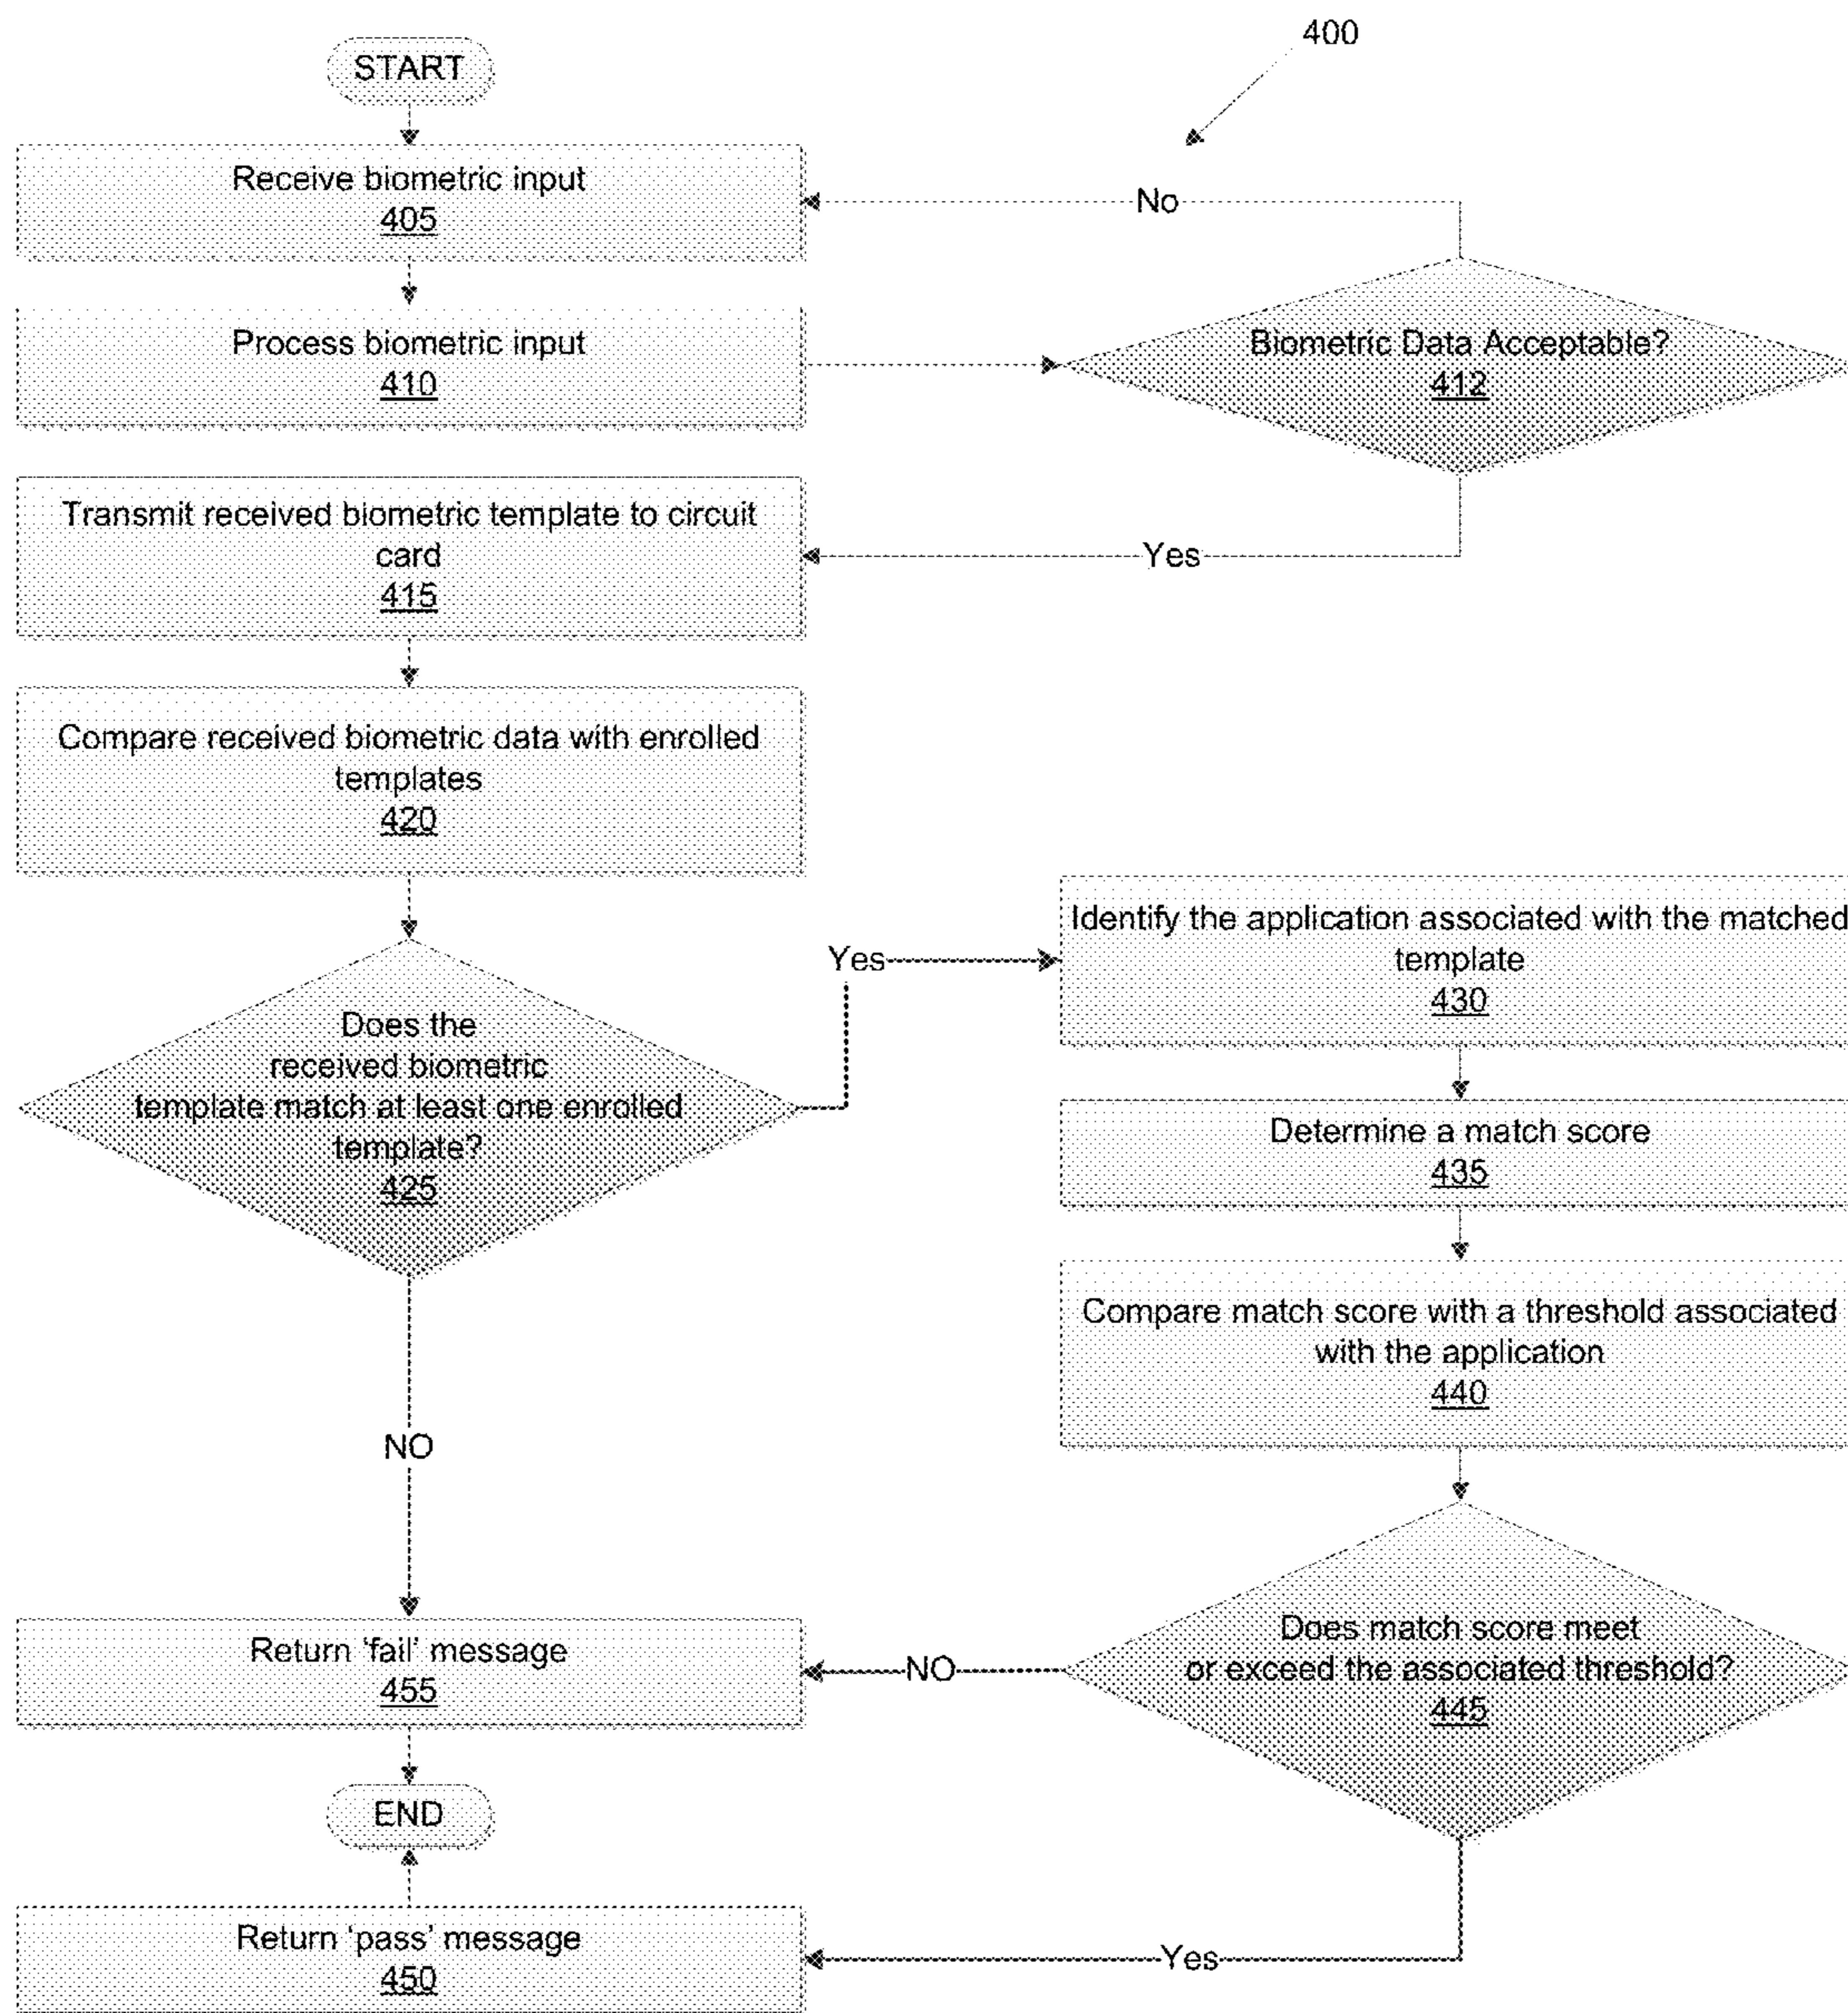 400
START
Receive biometric input
405
No
Process biometric input
410
Biometric Data Acceptable?
412
Transmit received biometric template to circuit
card
415
Yes
Compare received biometric data with enrolled
templates
420
Identify the application associated with the matched
template
430
Yes
Does the
received biometric
template match at least one enrolled
template?
425
Determine a match score
435
Compare match score with a threshold associated
with the application
440
NO
Does match score meet
or exceed the associated threshold?
445
NO
Return ‘fail’ message
455
END
Return ‘pass’ message
450
Yes